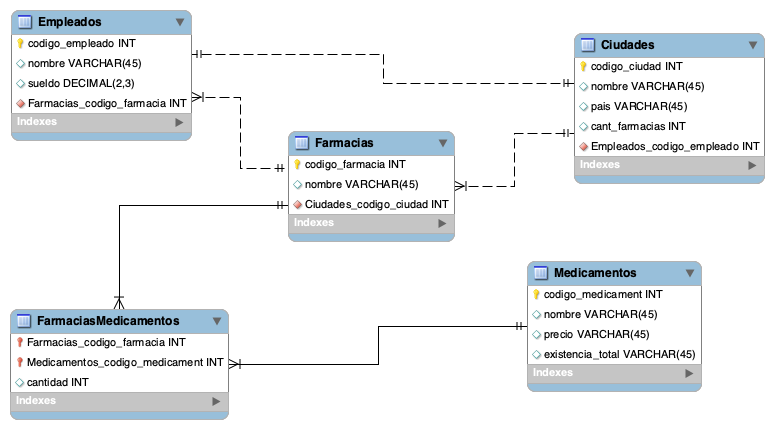 Empleados
codigo_empleado INT
nombre VARCHAR(45)
sueldo DECIMAL(2,3)
Farmacias_codigo_farmacia INT
Indexes
Ciudades
codigo_ciudad INT
nombre VARCHAR(45)
pais VARCHAR(45)
cant_farmacias INT
Empleados_codigo_empleado INT
Indexes
Farmacias
codigo_farmacia INT
nombre VARCHAR(45)
Ciudades_codigo_ciudad INT
Indexes
Medicamentos
codigo_medicament INT
nombre VARCHAR(45)
precio VARCHAR(45)
existencia_total VARCHAR(45)
Indexes
FarmaciasMedicamentos
Farmacias_codigo_farmacia INT
Medicamentos_codigo_medicament INT
cantidad INT
Indexes